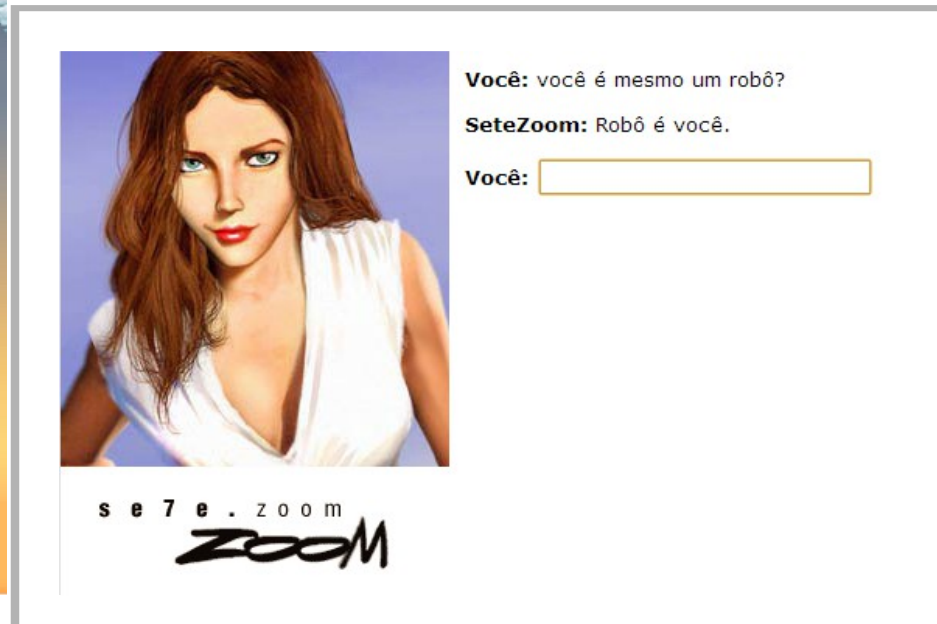 Você: você é mesmo um robô?
SeteZoom: Robô é você.
Você:
se7e.zoom
ZOOM